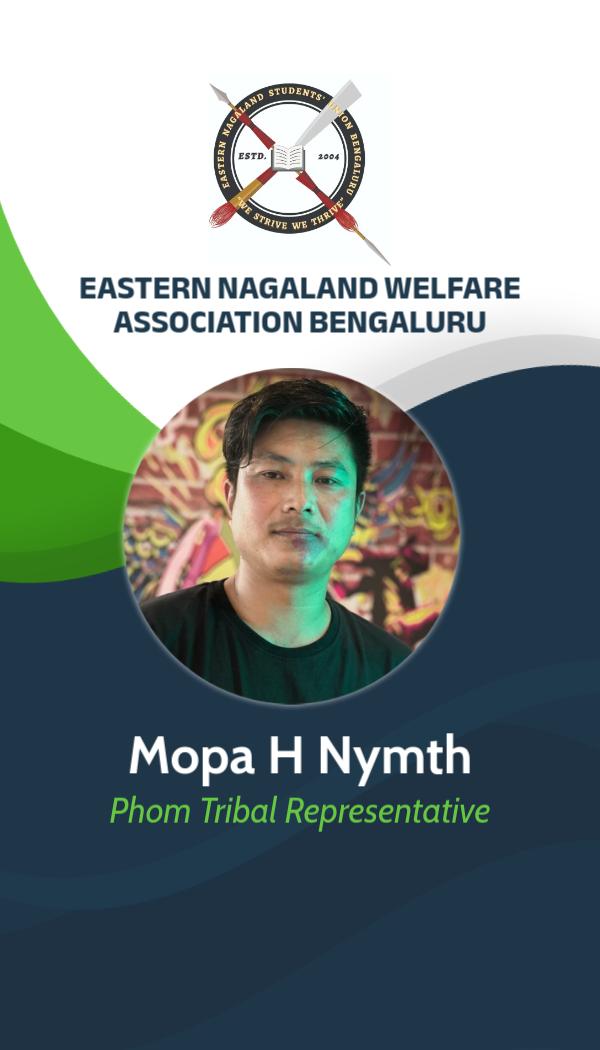 EASTERN NAGALAND STUDENTS' UNION BENGALURU
ESTD. 2004
"WE STRIVE WE THRIVE"
EASTERN NAGALAND WELFARE
ASSOCIATION BENGALURU
Mopa H Nymth
Phom Tribal Representative